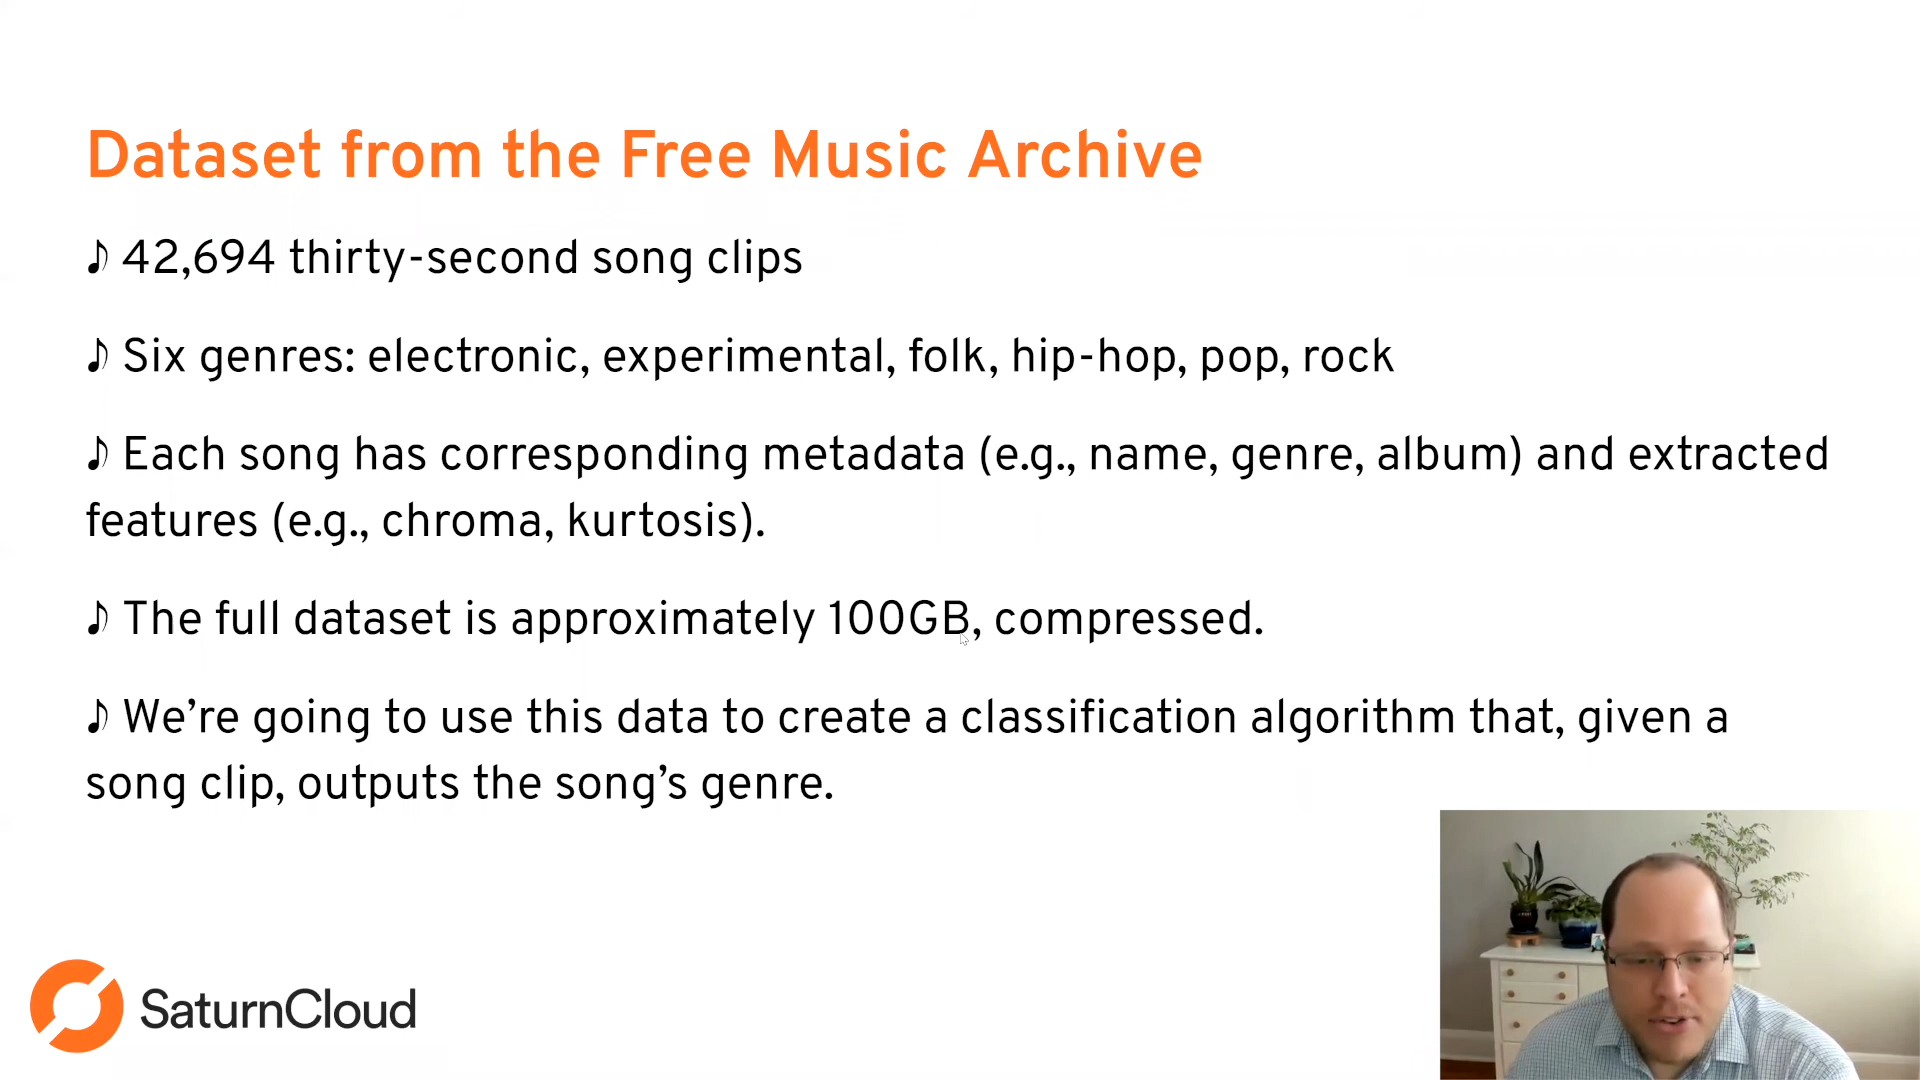 Dataset from the Free Music Archive
♪ 42,694 thirty-second song clips
♪ Six genres: electronic, experimental, folk, hip-hop, pop, rock
♪ Each song has corresponding metadata (e.g., name, genre, album) and extracted
features (e.g., chroma, kurtosis).
♪ The full dataset is approximately 100GB, compressed.
♪ We’re going to use this data to create a classification algorithm that, given a
song clip, outputs the song’s genre.
SaturnCloud